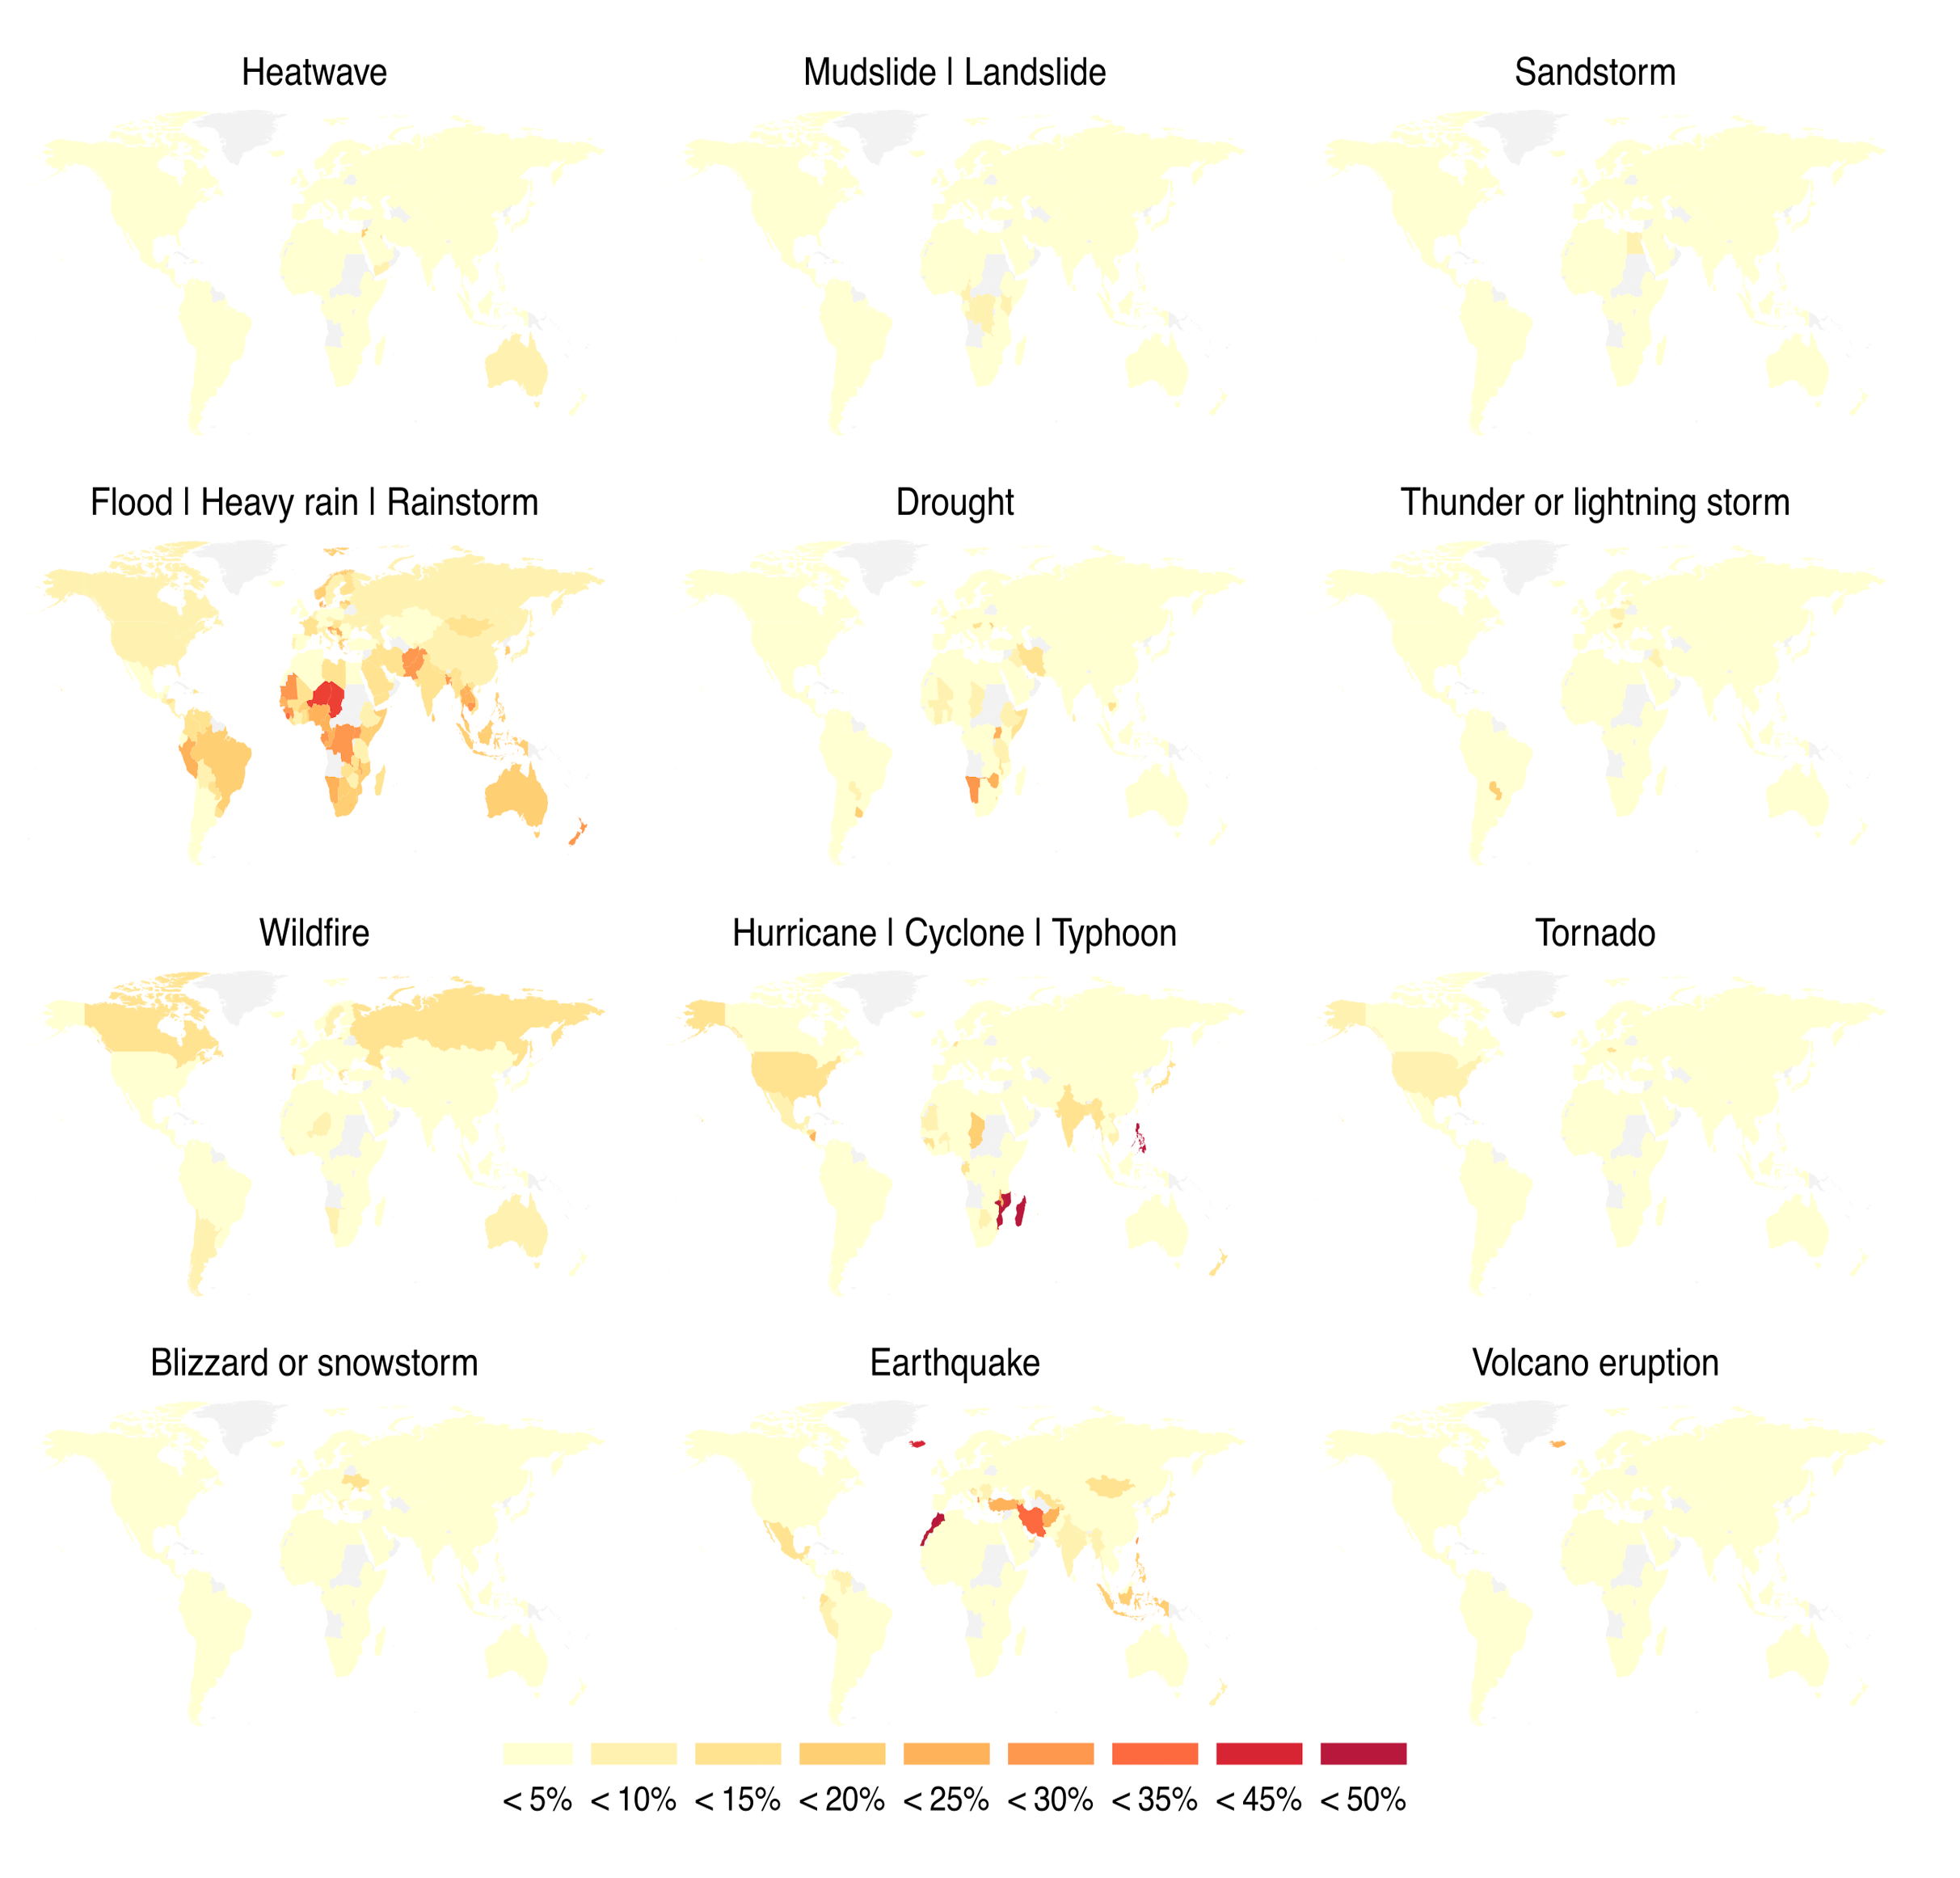 Heatwave
Mudslide | Landslide
Sandstorm
Flood | Heavy rain | Rainstorm
Drought
Thunder or lightning storm
Wildfire
Hurricane | Cyclone | Typhoon
Tornado
Blizzard or snowstorm
Earthquake
Volcano eruption
< 5% < 10% < 15% < 20% < 25% < 30% < 35% < 45% < 50%